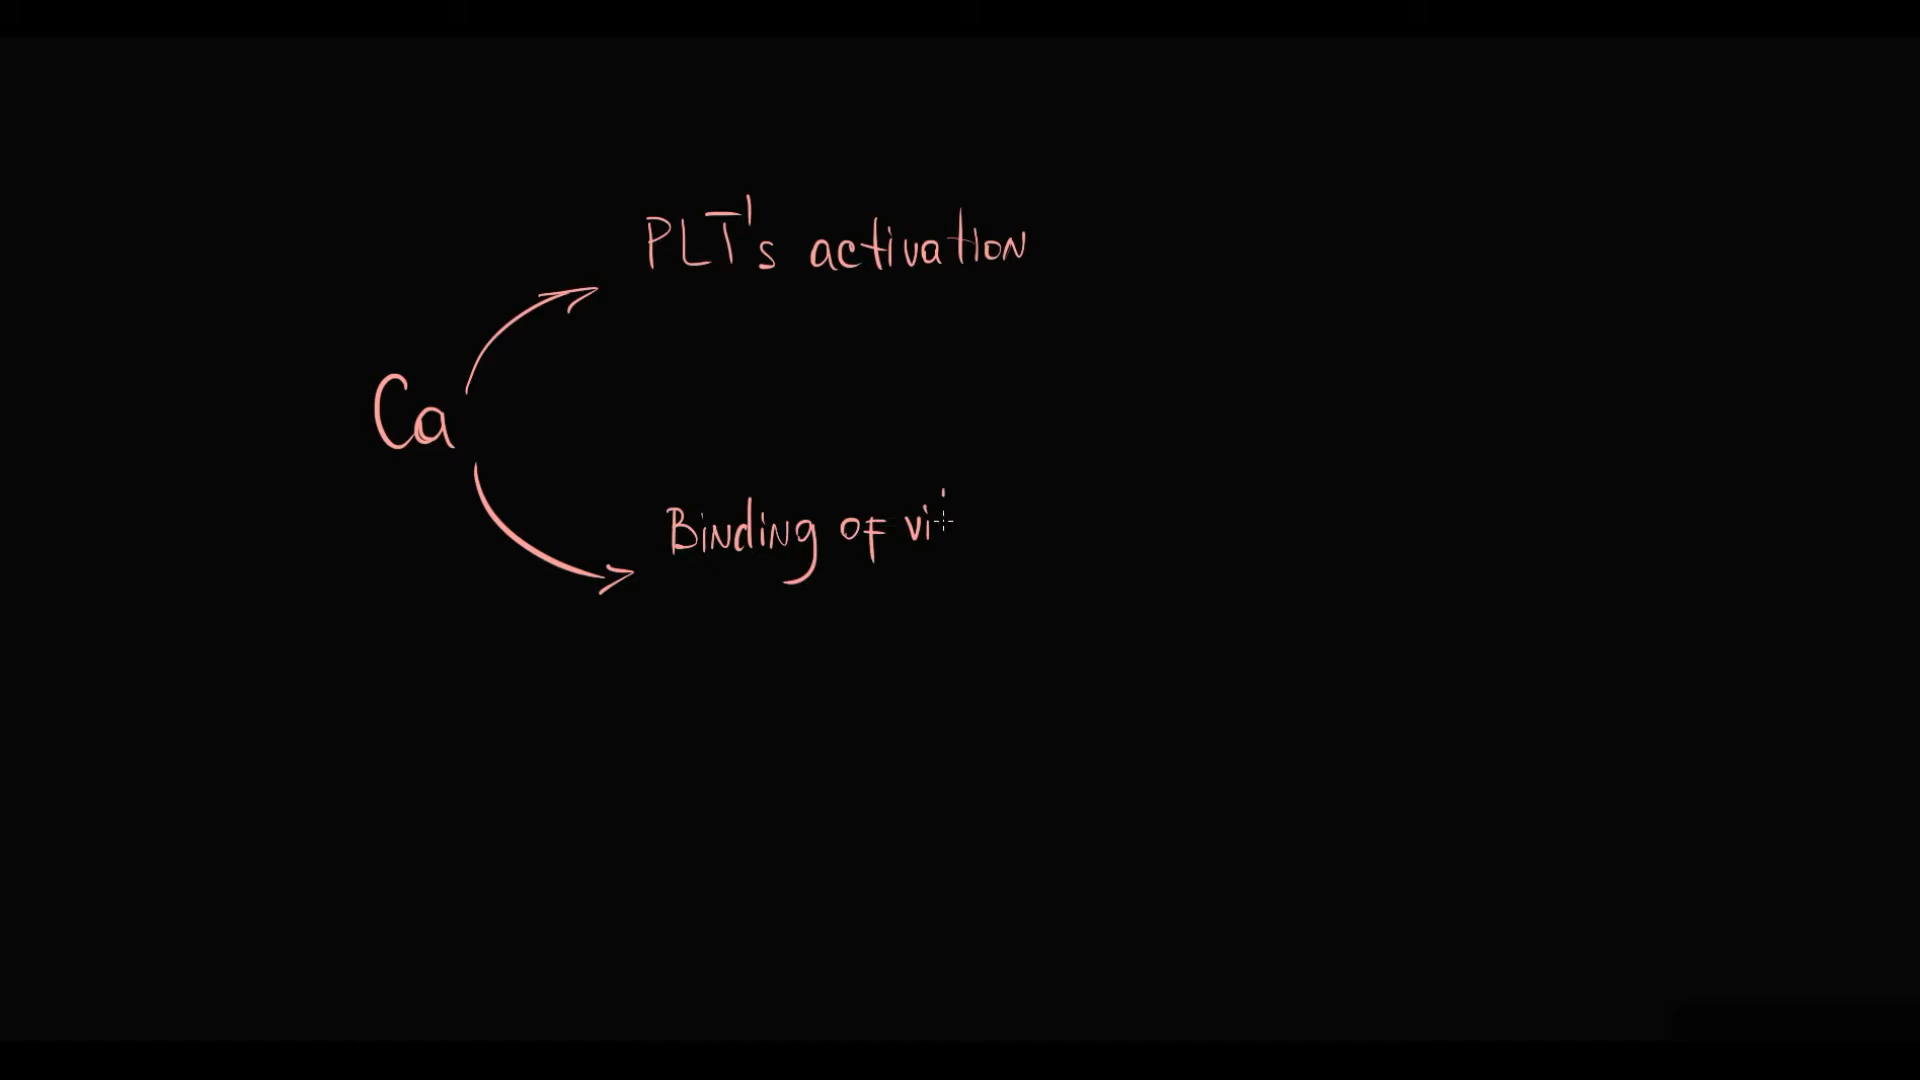 PLT's activation
Ca
Binding of vi